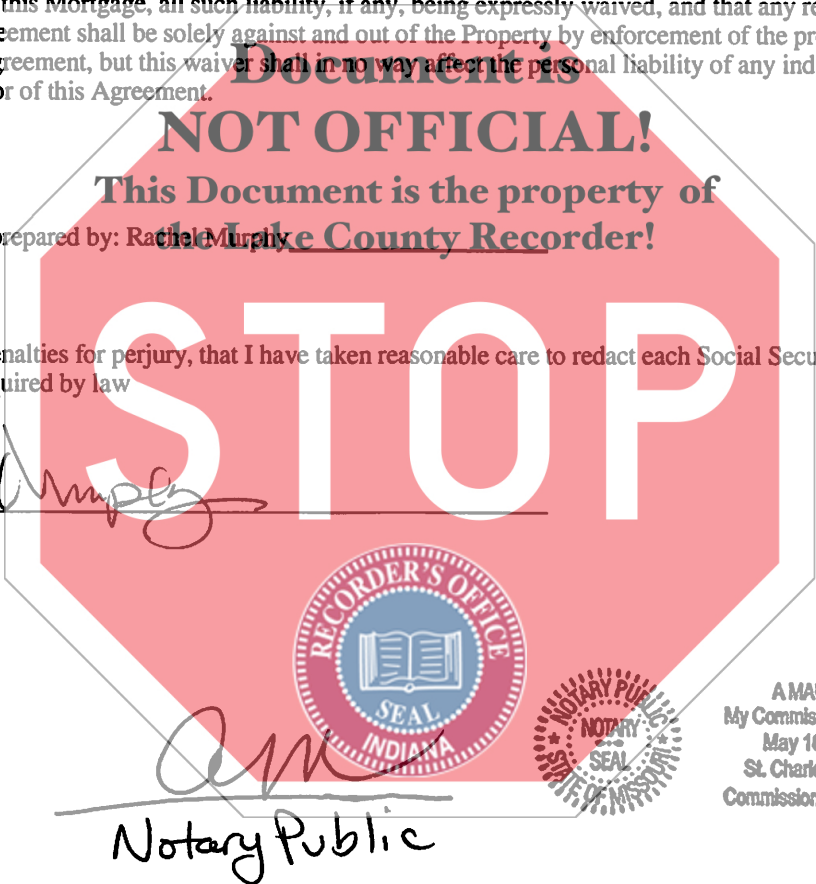 this Mortgage, all such liability, if any, being expressly waived, and that any re
eement shall be solely against and out of the Property by enforcement of the pr
reement, but this waiver shall in no way affect the personal liability of any ind
or of this Agreement.
Document is
NOT OFFICIAL!
This Document is the property of
the Lake County Recorder!
repared by: Rachel Murphy
STOP
nalties for perjury, that I have taken reasonable care to redact each Social Secu
uired by law
Murphy
RECORDER'S OFFICE
SEAL
INDIANA
NOTARY PUBLIC
NOTARY
SEAL
STATE OF MISSOURI
A MA
My Commis
May 16
St. Charl
Commission
Notary Public